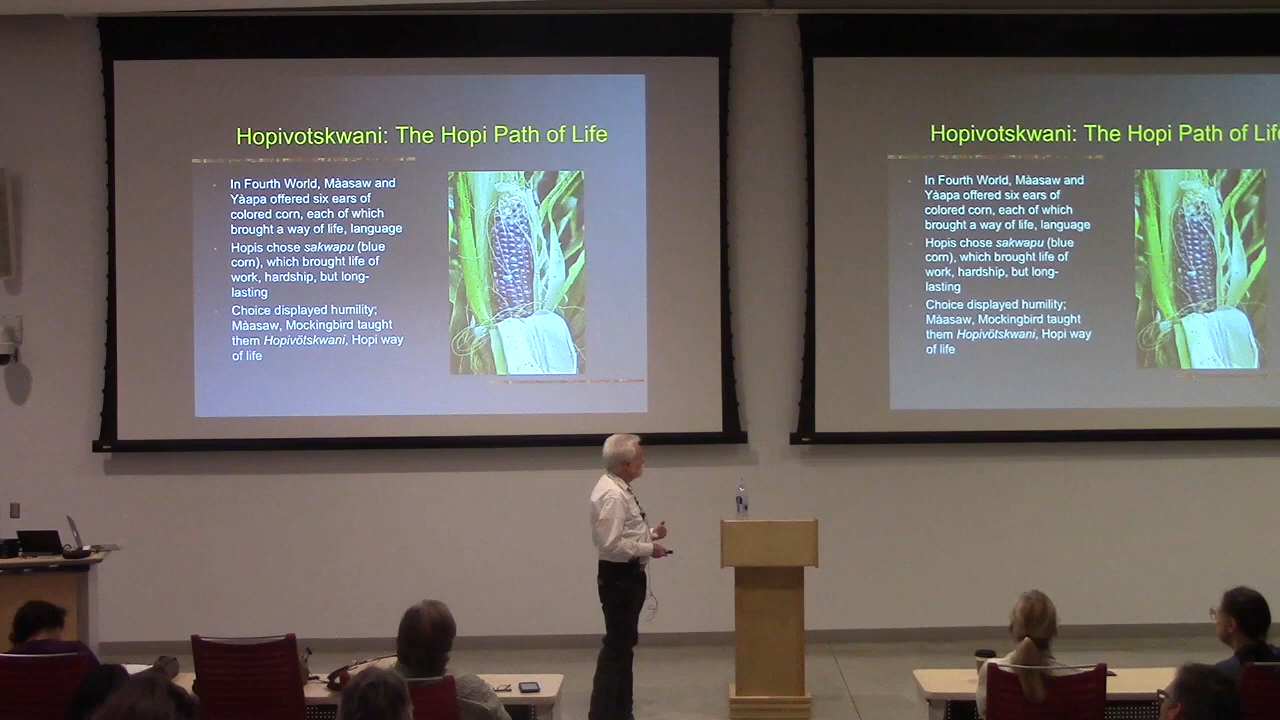 Hopivotskwani: The Hopi Path of Life
In Fourth World, Màasaw and
Yàapa offered six ears of
colored corn, each of which
brought a way of life, language
Hopis chose sakwapu (blue
corn), which brought life of
work, hardship, but long-
lasting
Choice displayed humility;
Màasaw, Mockingbird taught
them Hopivötskwani, Hopi way
of life
Hopivotskwani: The Hopi Path of Life
In Fourth World, Màasaw and
Yàapa offered six ears of
colored corn, each of which
brought a way of life, language
Hopis chose sakwapu (blue
corn), which brought life of
work, hardship, but long-
lasting
Choice displayed humility;
Màasaw, Mockingbird taught
them Hopivötskwani, Hopi way
of life